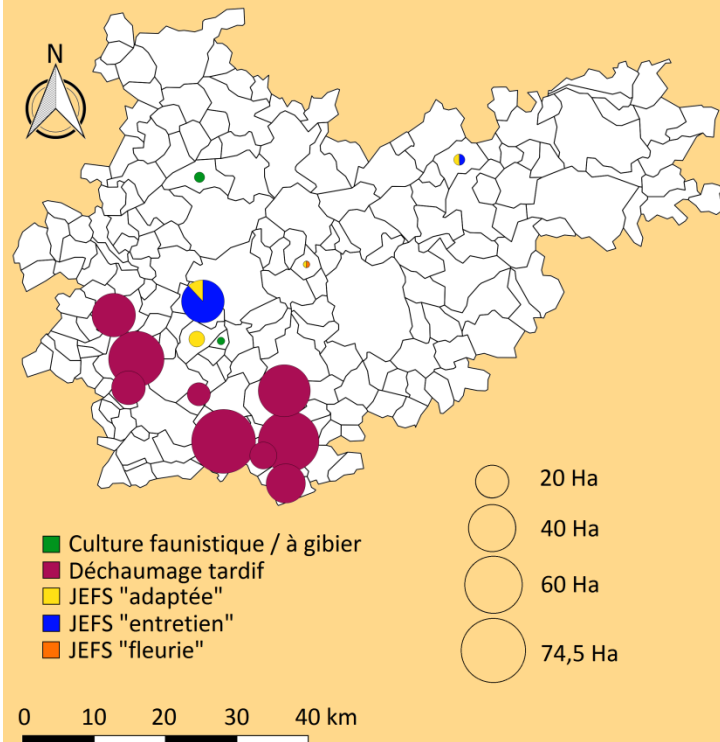 N
20 Ha
40 Ha
60 Ha
74,5 Ha
Culture faunistique / à gibier
Déchaumage tardif
JEFS "adaptée"
JEFS "entretien"
JEFS "fleurie"
0 10 20 30 40 km